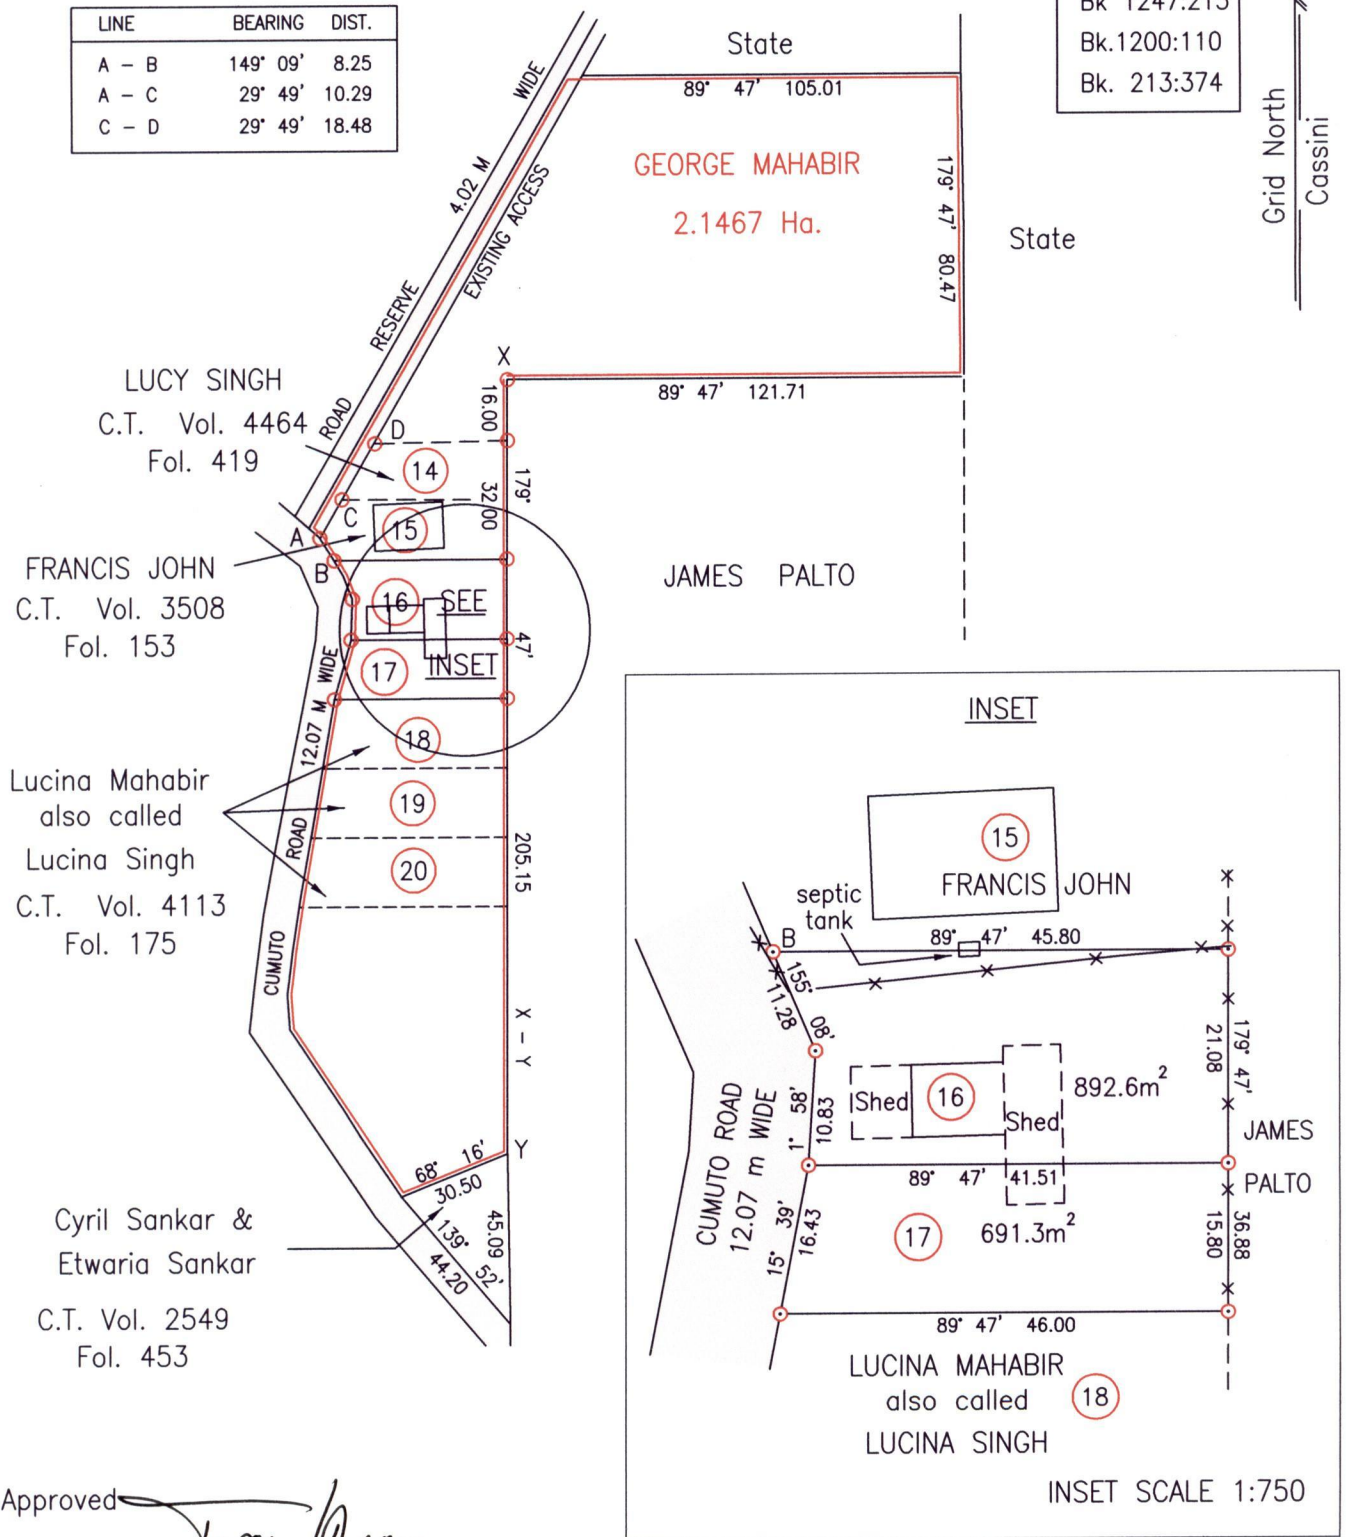 LINE BEARING DIST.
A – B 149° 09' 8.25
A – C 29° 49' 10.29
C – D 29° 49' 18.48
Bk 1247:213
Bk.1200:110
Bk. 213:374
Grid North
Cassini
State
89° 47' 105.01
GEORGE MAHABIR
2.1467 Ha.
179° 47' 80.47
State
ROAD RESERVE 4.02 M WIDE
EXISTING ACCESS
X
89° 47' 121.71
16.00
LUCY SINGH
C.T. Vol. 4464
Fol. 419
D
14
179°
32.00
C
15
A
B
FRANCIS JOHN
C.T. Vol. 3508
Fol. 153
JAMES PALTO
16
SEE
INSET
47'
17
CUMUTO ROAD 12.07 M WIDE
18
Lucina Mahabir
also called
Lucina Singh
C.T. Vol. 4113
Fol. 175
19
20
205.15
X – Y
Y
68° 16'
30.50
45.09
139° 52'
44.20
Cyril Sankar &
Etwaria Sankar
C.T. Vol. 2549
Fol. 453
Approved
INSET
15
FRANCIS JOHN
septic
tank
B
89° 47' 45.80
155° 08'
11.28
179° 47'
21.08
1° 58'
10.83
Shed
16
Shed
892.6m²
CUMUTO ROAD
12.07 m WIDE
JAMES
PALTO
89° 47' 41.51
15° 39'
16.43
17
691.3m²
36.88
15.80
89° 47' 46.00
LUCINA MAHABIR
also called
18
LUCINA SINGH
INSET SCALE 1:750